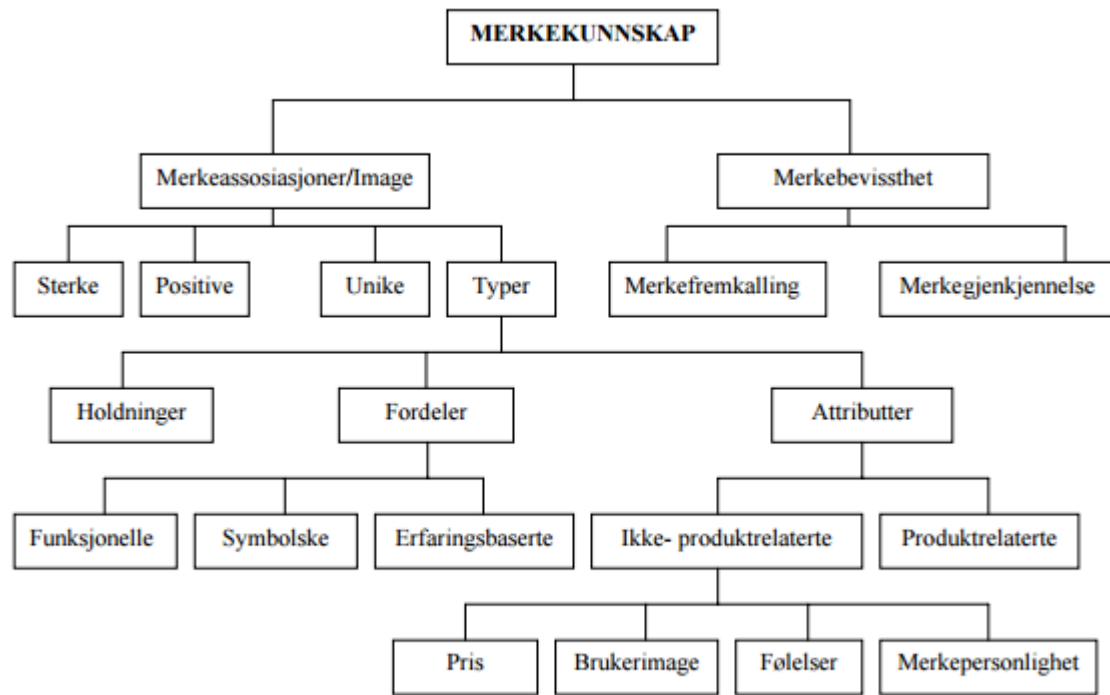 MERKEKUNNSKAP
Merkeassosiasjoner/Image
Merkebevissthet
Sterke
Positive
Unike
Typer
Merkefremkalling
Merkegjenkjennelse
Holdninger
Fordeler
Attributter
Funksjonelle
Symbolske
Erfaringsbaserte
Ikke- produktrelaterte
Produktrelaterte
Pris
Brukerimage
Følelser
Merkepersonlighet